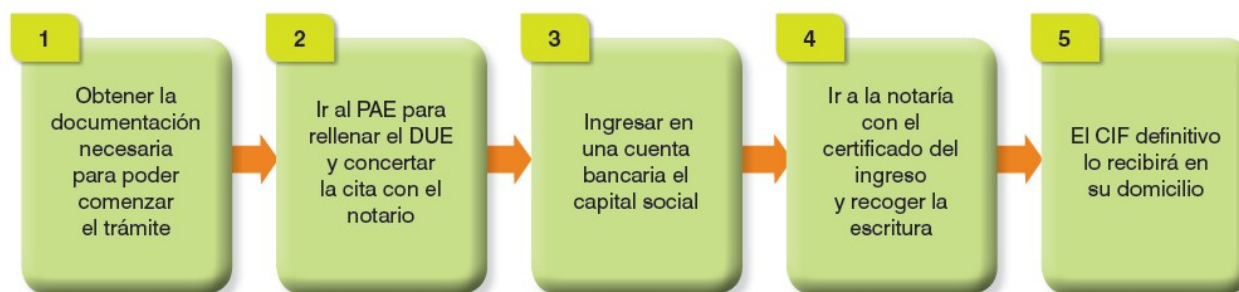 1
Obtener la
documentación
necesaria
para poder
comenzar
el trámite
2
Ir al PAE para
rellenar el DUE
y concertar
la cita con el
notario
3
Ingresar en
una cuenta
bancaria el
capital social
4
Ir a la notaría
con el
certificado del
ingreso
y recoger la
escritura
5
El CIF definitivo
lo recibirá en
su domicilio